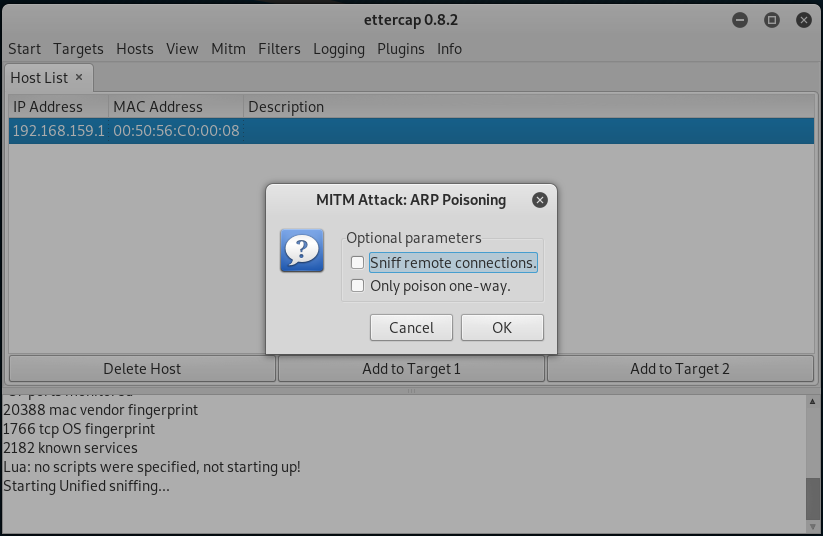 ettercap 0.8.2
Start Targets Hosts View Mitm Filters Logging Plugins Info
Host List ×
IP Address MAC Address Description
192.168.159.1 00:50:56:C0:00:08
MITM Attack: ARP Poisoning
Optional parameters
Sniff remote connections.
Only poison one-way.
Cancel OK
Delete Host Add to Target 1 Add to Target 2
ports monitored
20388 mac vendor fingerprint
1766 tcp OS fingerprint
2182 known services
Lua: no scripts were specified, not starting up!
Starting Unified sniffing...